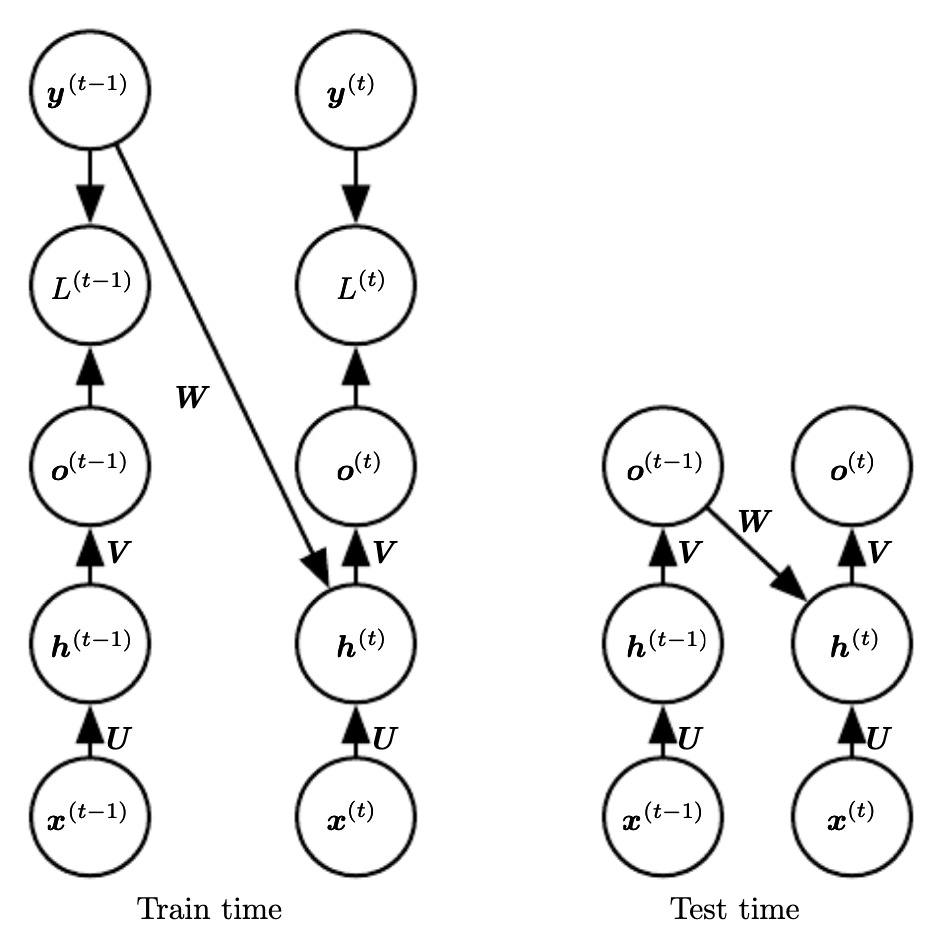 y^(t−1) y^(t)
L^(t−1) L^(t)
W
o^(t−1) o^(t) o^(t−1) o^(t)
W
V V V V
h^(t−1) h^(t) h^(t−1) h^(t)
U U U U
x^(t−1) x^(t) x^(t−1) x^(t)
Train time Test time